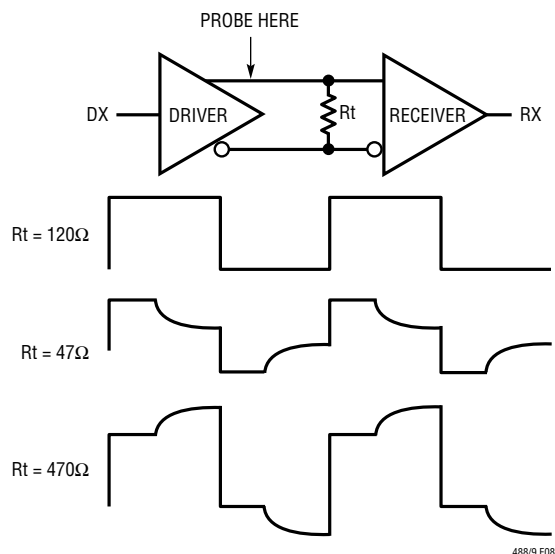 PROBE HERE
DX
DRIVER
Rt
RECEIVER
RX
Rt = 120Ω
Rt = 47Ω
Rt = 470Ω
488/9 F08